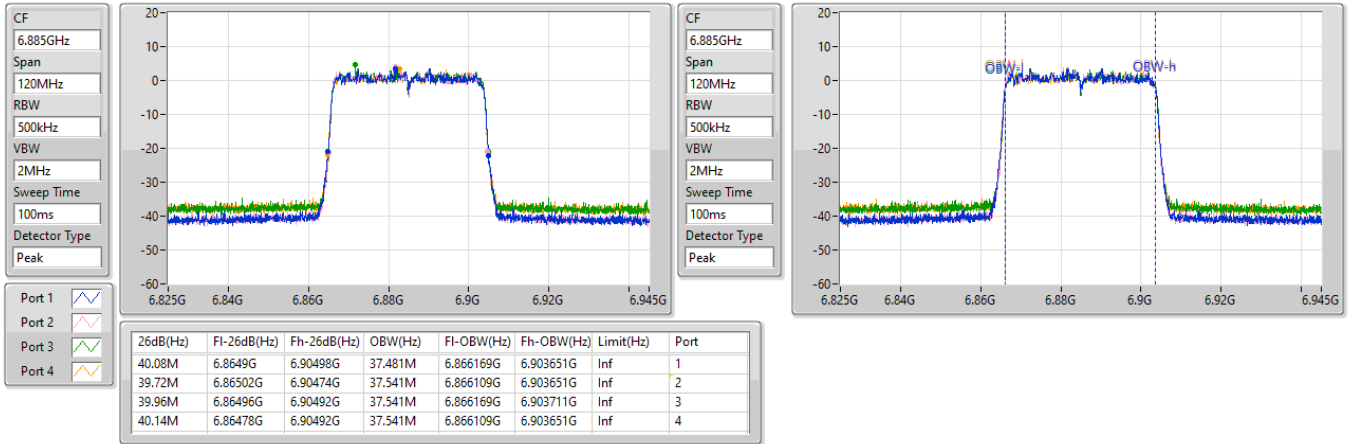 CF
6.885GHz
Span
120MHz
RBW
500kHz
VBW
2MHz
Sweep Time
100ms
Detector Type
Peak
Port 1
Port 2
Port 3
Port 4
20
10
0
-10
-20
-30
-40
-50
-60
6.825G 6.84G 6.86G 6.88G 6.9G 6.92G 6.945G
CF
6.885GHz
Span
120MHz
RBW
500kHz
VBW
2MHz
Sweep Time
100ms
Detector Type
Peak
20
10
0
-10
-20
-30
-40
-50
-60
OBW-l OBW-h
6.825G 6.84G 6.86G 6.88G 6.9G 6.92G 6.945G
26dB(Hz) Fl-26dB(Hz) Fh-26dB(Hz) OBW(Hz) Fl-OBW(Hz) Fh-OBW(Hz) Limit(Hz) Port
40.08M 6.8649G 6.90498G 37.481M 6.866169G 6.903651G Inf 1
39.72M 6.86502G 6.90474G 37.541M 6.866109G 6.903651G Inf 2
39.96M 6.86496G 6.90492G 37.541M 6.866169G 6.903711G Inf 3
40.14M 6.86478G 6.90492G 37.541M 6.866109G 6.903651G Inf 4